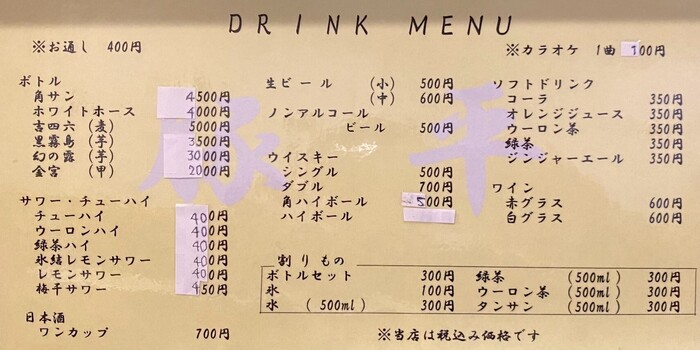 DRINK MENU
※お通し 400円
※カラオケ 1曲 100円
ボトル
角サン 4500円
ホワイトホース 4000円
吉四六 (麦) 5000円
黒霧島 (芋) 3500円
幻の露 (芋) 3000円
金宮 (甲) 2000円
サワー・チューハイ
チューハイ 400円
ウーロンハイ 400円
緑茶ハイ 400円
氷結レモンサワー 400円
レモンサワー 400円
梅干サワー 450円
日本酒
ワンカップ 700円
生ビール (小) 500円
(中) 600円
ノンアルコール
ビール 500円
ウイスキー
シングル 500円
ダブル 700円
角ハイボール 500円
ハイボール
ソフトドリンク
コーラ 350円
オレンジジュース 350円
ウーロン茶 350円
緑茶 350円
ジンジャーエール 350円
ワイン
赤グラス 600円
白グラス 600円
割りもの
ボトルセット 300円 緑茶 (500ml) 300円
氷 100円 ウーロン茶 (500ml) 300円
水 (500ml) 300円 タンサン (500ml) 300円
※当店は税込み価格です